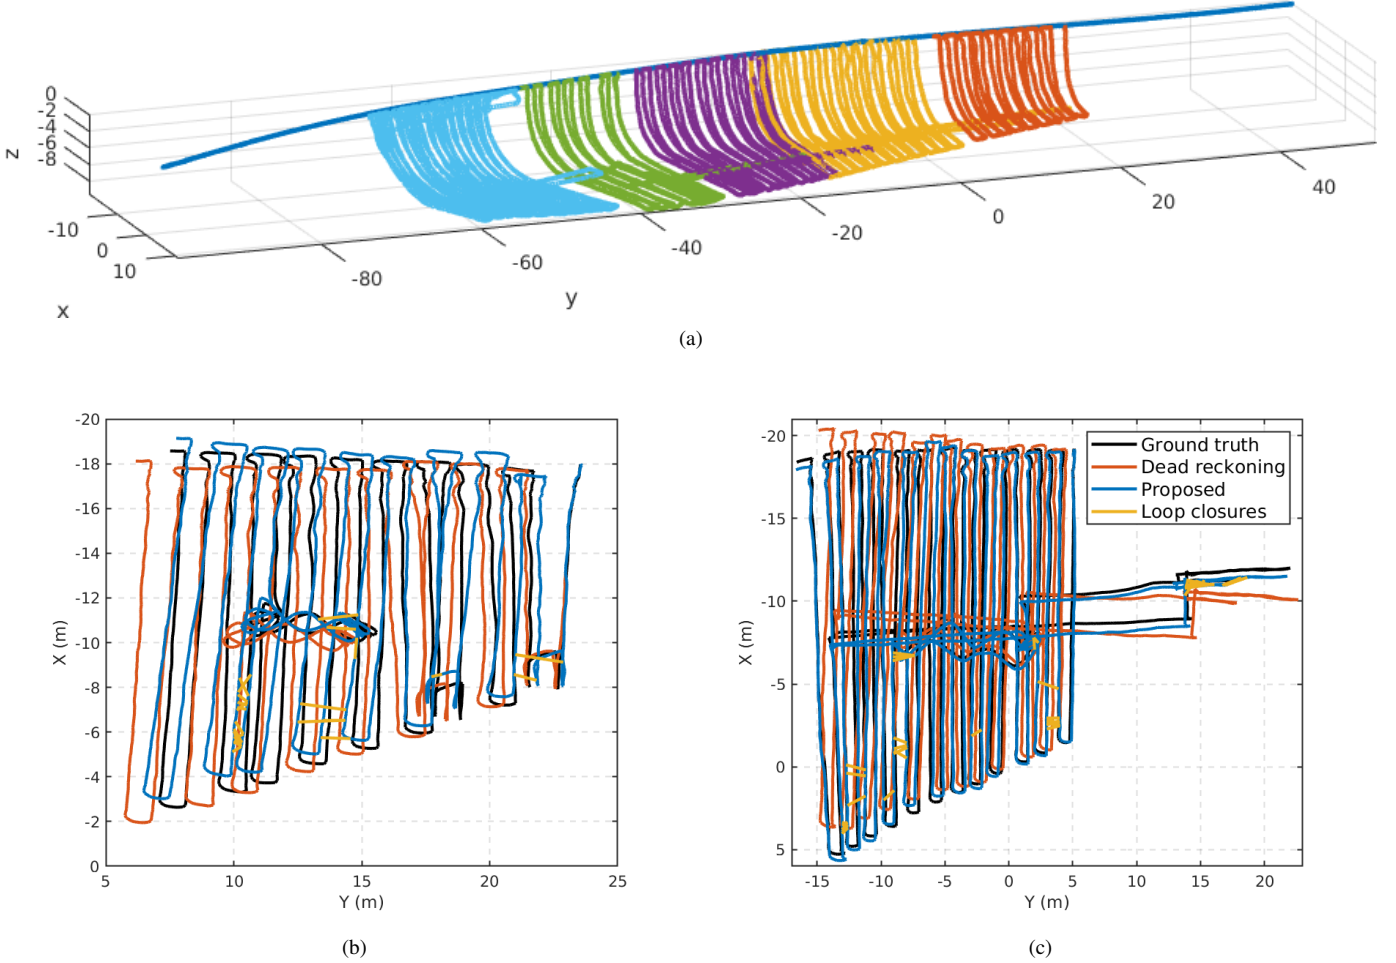 0
-2
-4
-6
-8
z
-10
0
10
x
-80
-60
-40
-20
0
20
40
y
(a)
-20
-18
-16
-14
-12
-10
-8
-6
-4
-2
0
X (m)
5 10 15 20 25
Y (m)
(b)
-20
-15
-10
-5
0
5
X (m)
-15 -10 -5 0 5 10 15 20
Y (m)
Ground truth
Dead reckoning
Proposed
Loop closures
(c)